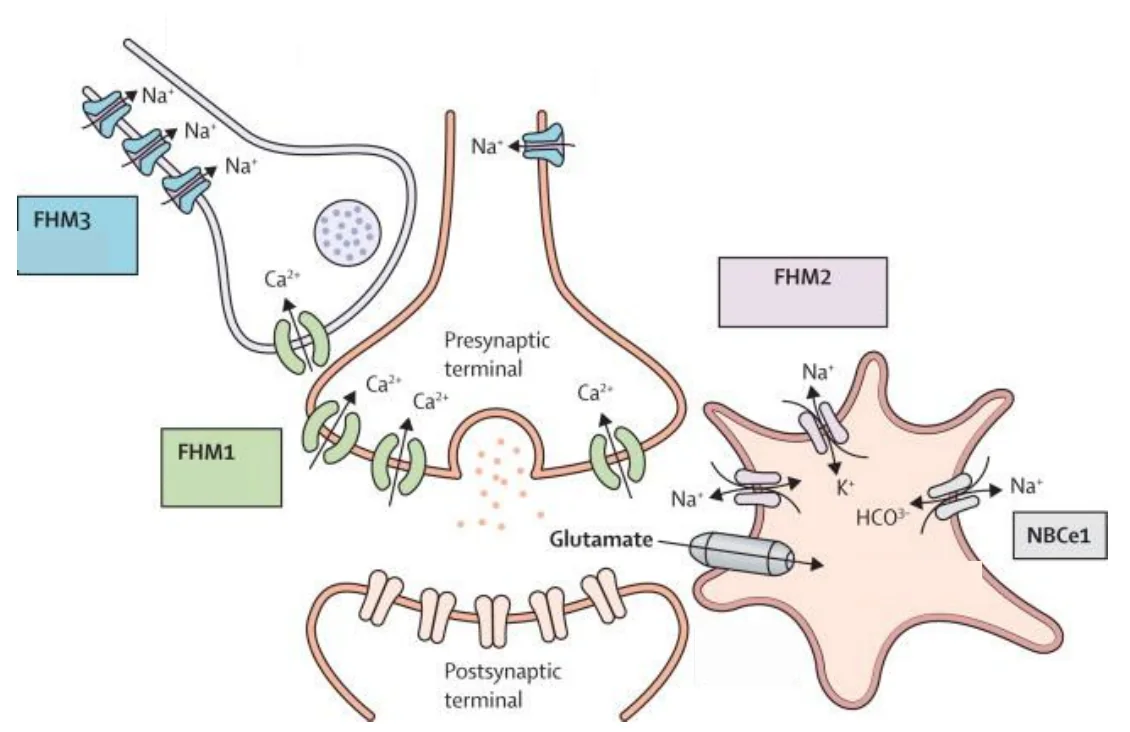 Na⁺
Na⁺
Na⁺
Na⁺
FHM3
Ca²⁺
FHM2
Presynaptic
terminal
Na⁺
Ca²⁺
Ca²⁺
Ca²⁺
FHM1
K⁺
Na⁺
Na⁺
HCO³⁻
NBCe1
Glutamate
Postsynaptic
terminal